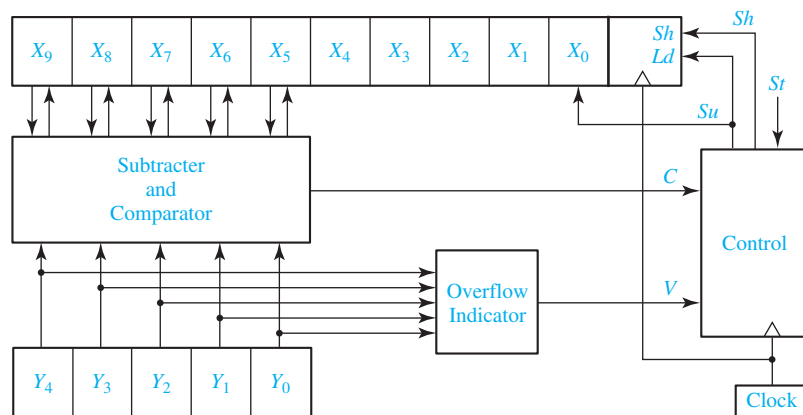 X₉ X₈ X₇ X₆ X₅ X₄ X₃ X₂ X₁ X₀ Sh
Ld
Sh
St
Su
Subtracter
and
Comparator
C
Control
Overflow
Indicator
V
Y₄ Y₃ Y₂ Y₁ Y₀
Clock